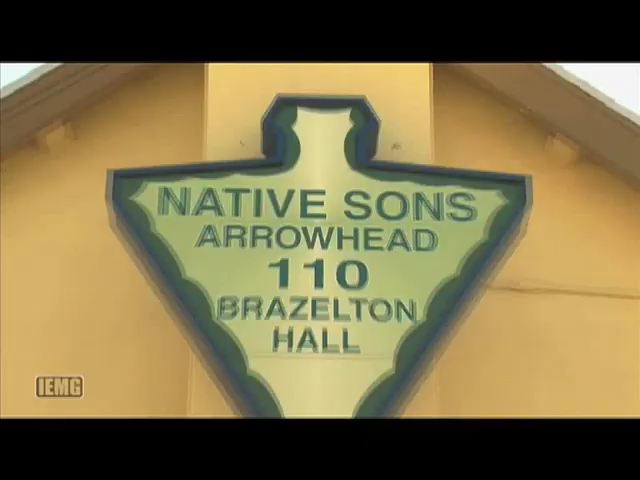 NATIVE SONS
ARROWHEAD
110
BRAZELTON
HALL
IEMG